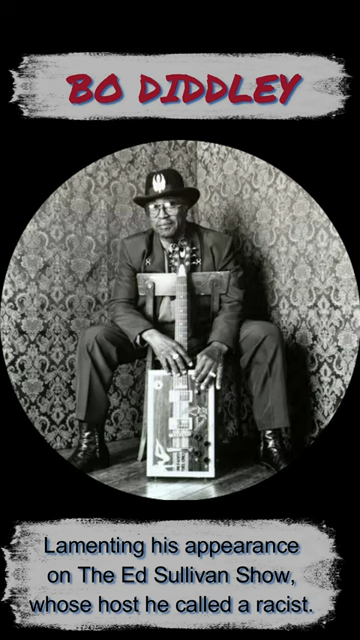 BO DIDDLEY
Lamenting his appearance
on The Ed Sullivan Show,
whose host he called a racist.